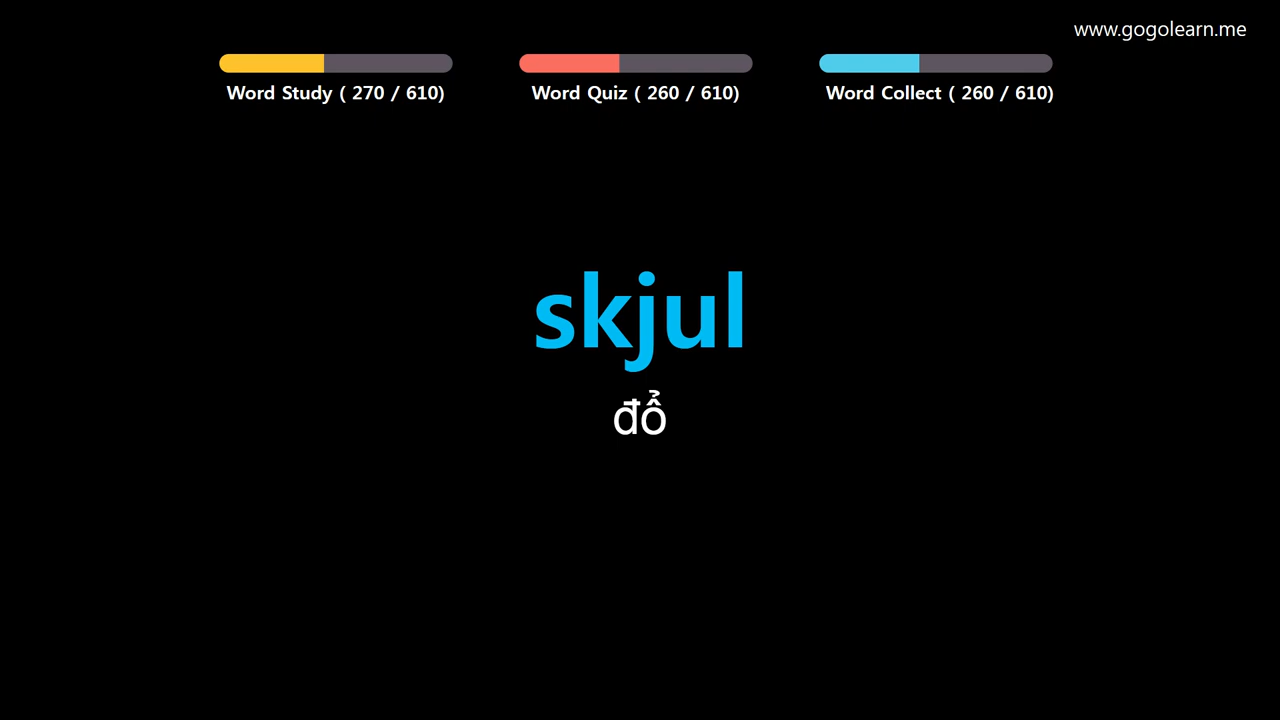 www.gogolearn.me
Word Study ( 270 / 610)
Word Quiz ( 260 / 610)
Word Collect ( 260 / 610)
skjul
đổ